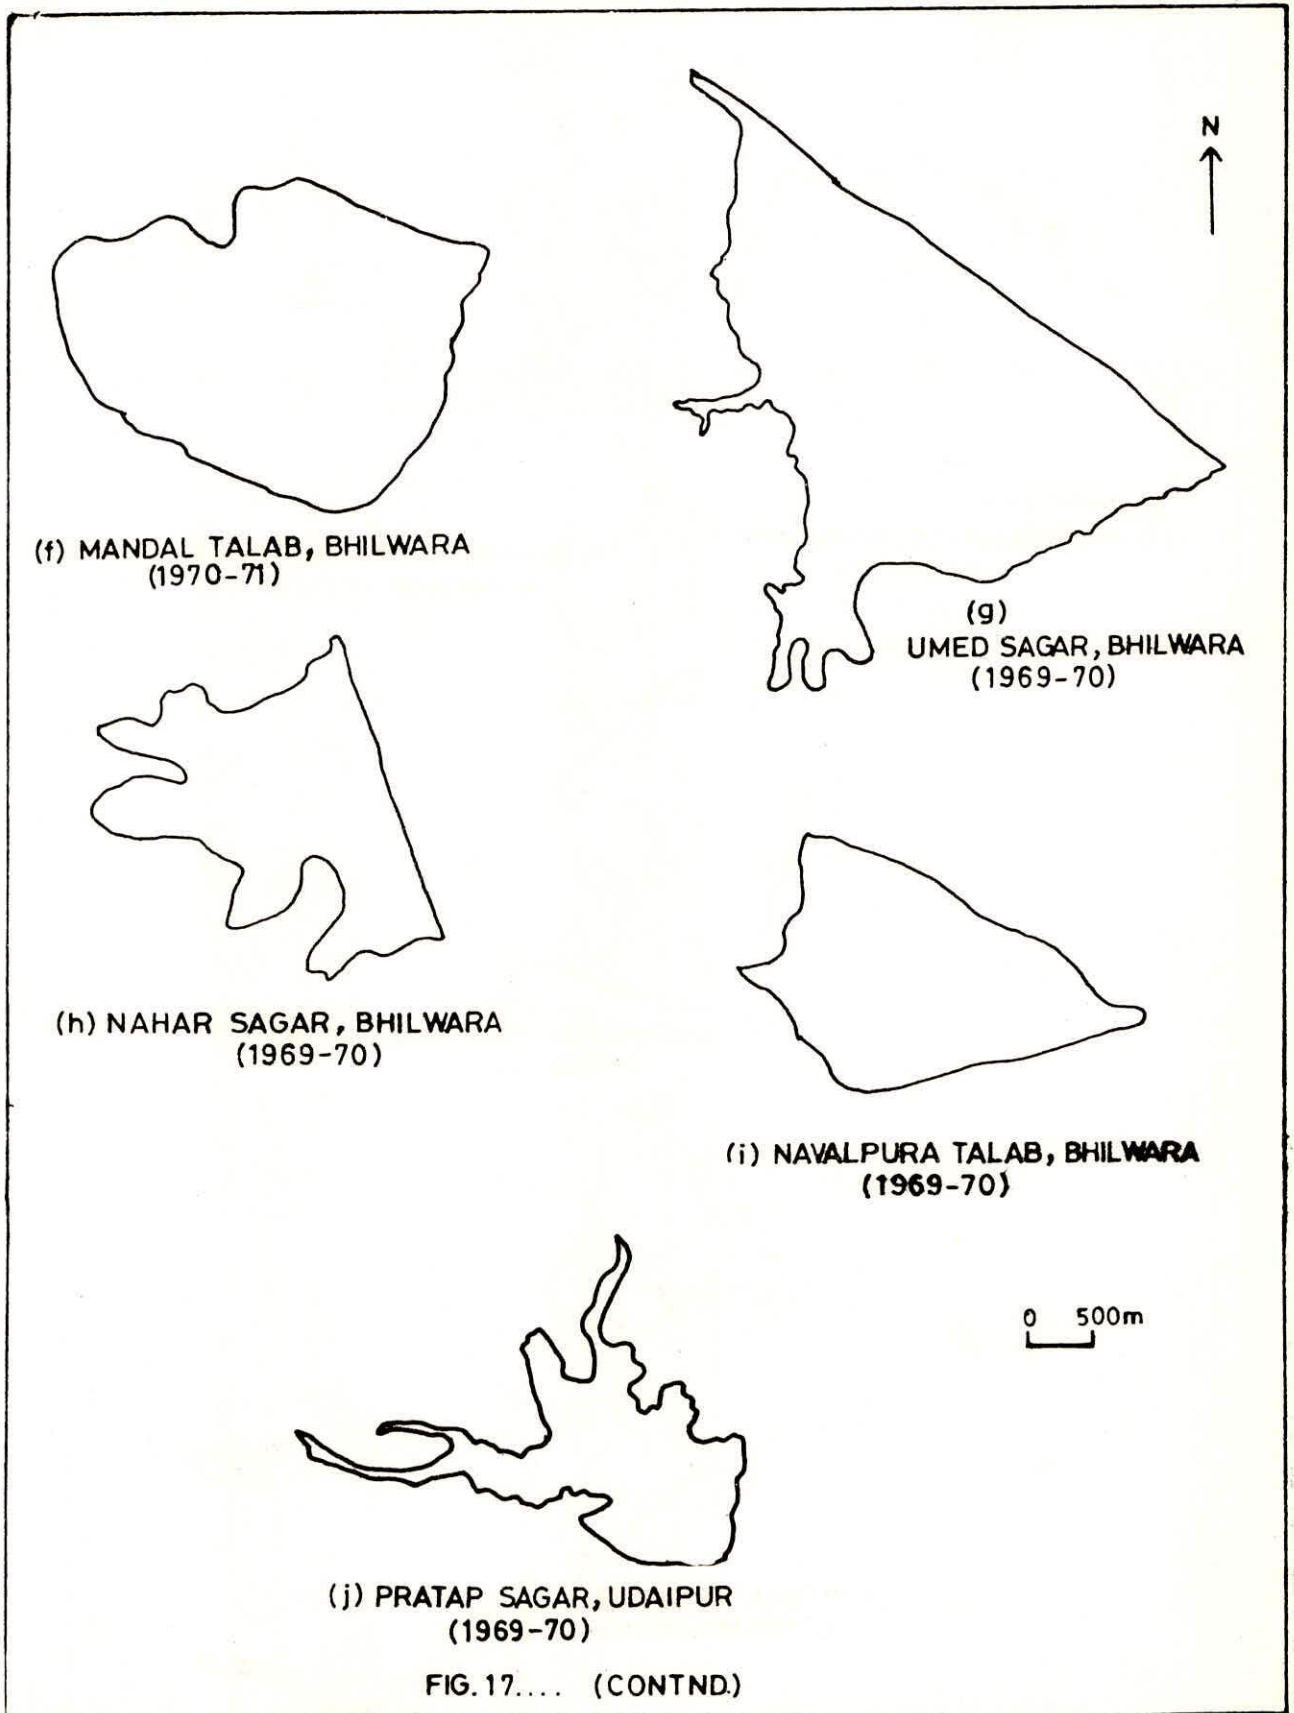 N
(f) MANDAL TALAB, BHILWARA
(1970-71)
(g)
UMED SAGAR, BHILWARA
(1969-70)
(h) NAHAR SAGAR, BHILWARA
(1969-70)
(i) NAVALPURA TALAB, BHILWARA
(1969-70)
0 500m
(j) PRATAP SAGAR, UDAIPUR
(1969-70)
FIG. 17.... (CONTND.)